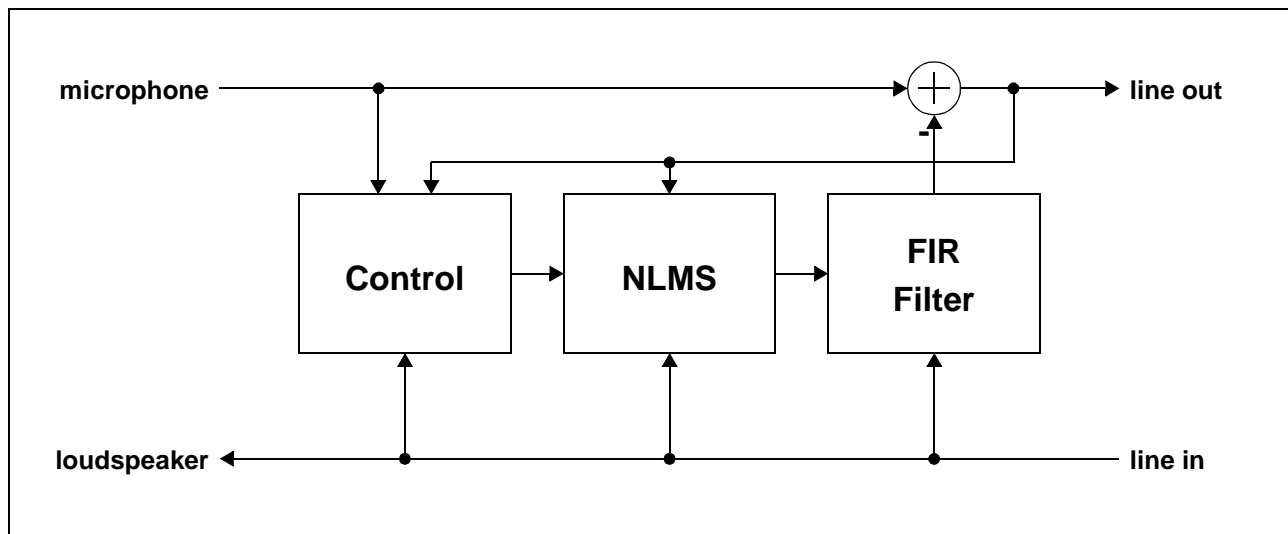 microphone
line out
-
Control
NLMS
FIR
Filter
loudspeaker
line in